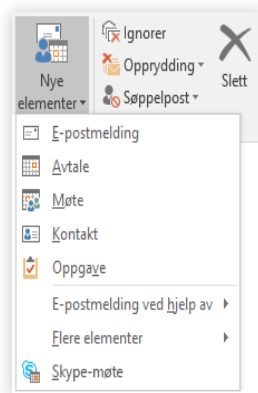 Nye
elementer
Ignorer
Opprydding
Søppelpost
Slett
E-postmelding
Avtale
Møte
Kontakt
Oppgave
E-postmelding ved hjelp av
Flere elementer
Skype-møte